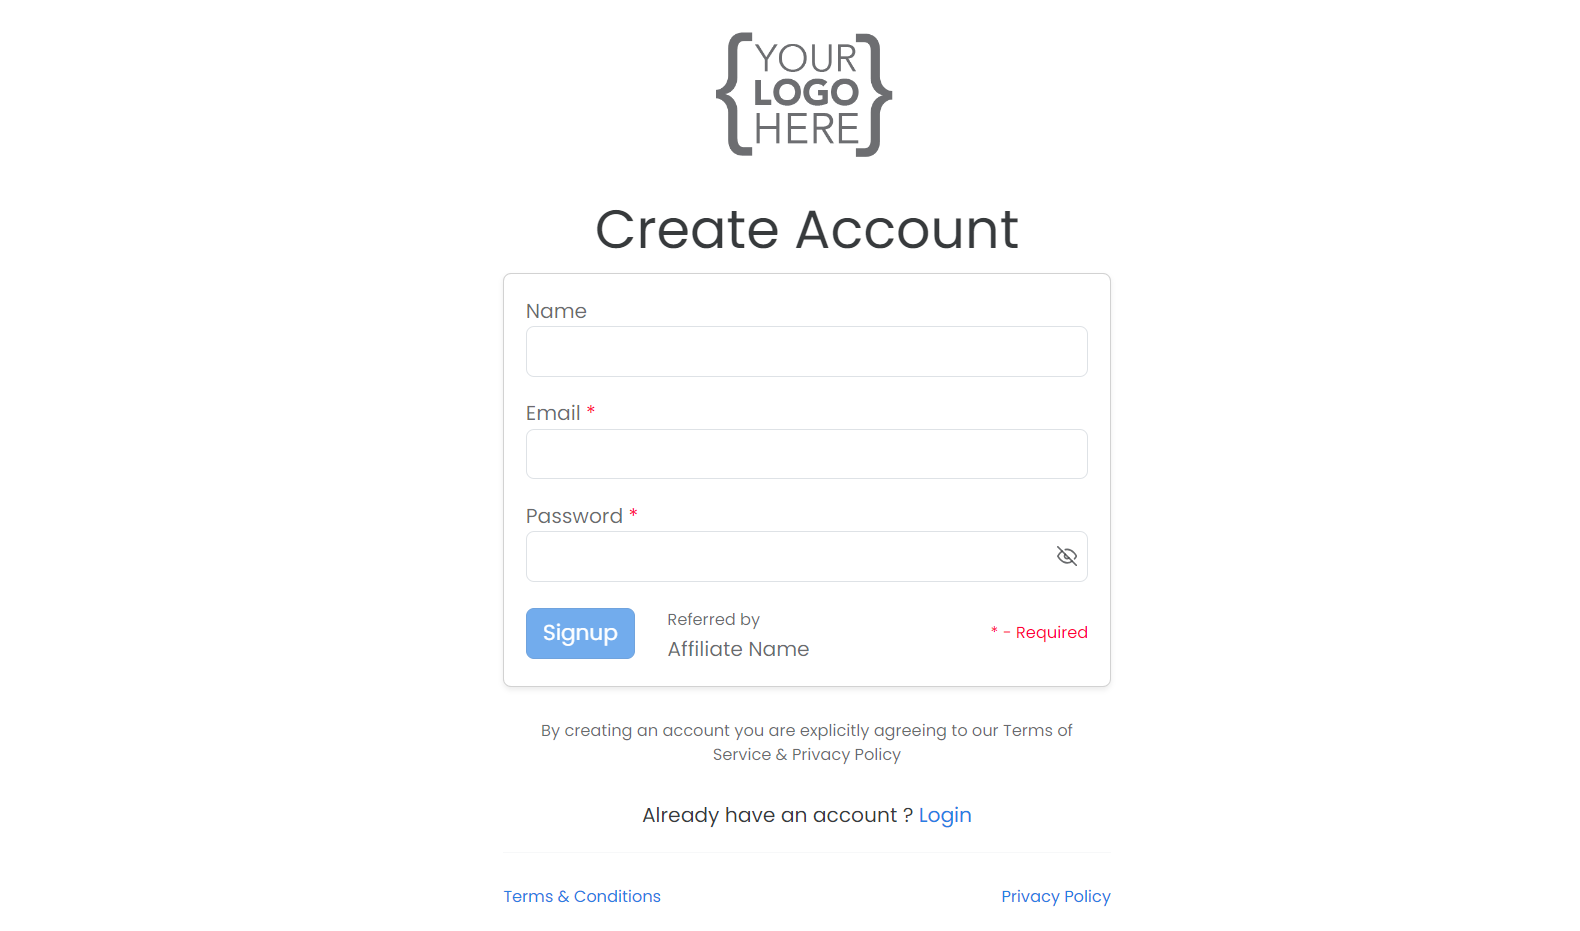 YOUR
LOGO
HERE
Create Account
Name
Email *
Password *
Signup
Referred by
Affiliate Name
* - Required
By creating an account you are explicitly agreeing to our Terms of
Service & Privacy Policy
Already have an account ? Login
Terms & Conditions
Privacy Policy